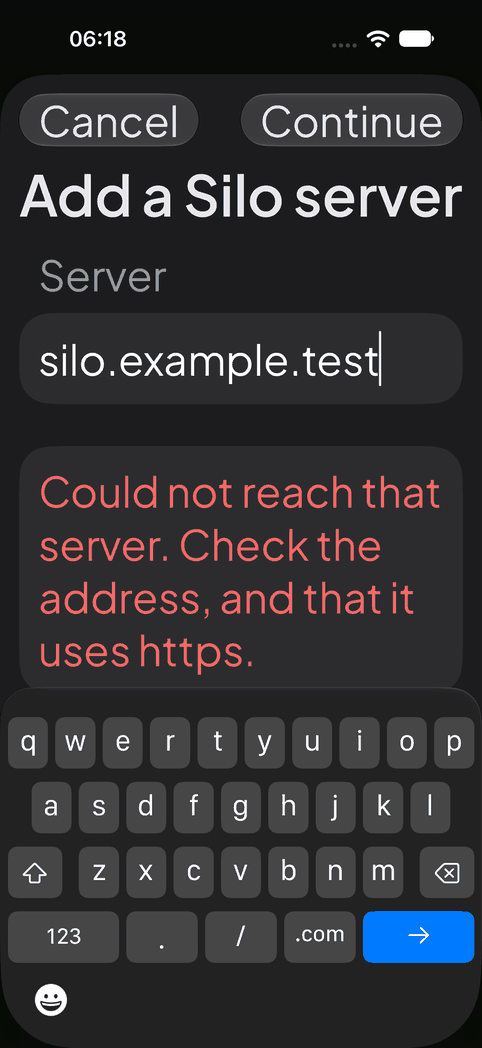 06:18
Cancel Continue
Add a Silo server
Server
silo.example.test
Could not reach that
server. Check the
address, and that it
uses https.
q w e r t y u i o p
a s d f g h j k l
z x c v b n m
123 . / .com